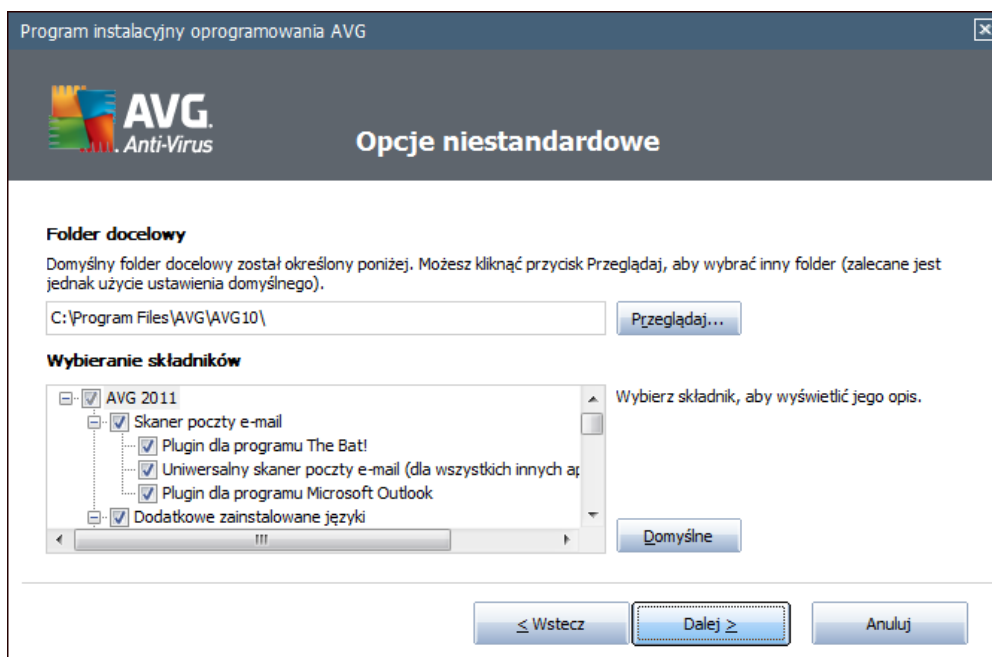 Program instalacyjny oprogramowania AVG
AVG.
Anti-Virus
Opcje niestandardowe
Folder docelowy
Domyślny folder docelowy został określony poniżej. Możesz kliknąć przycisk Przeglądaj, aby wybrać inny folder (zalecane jest
jednak użycie ustawienia domyślnego).
C:\Program Files\AVG\AVG10\
Przeglądaj...
Wybieranie składników
AVG 2011
Wybierz składnik, aby wyświetlić jego opis.
Skaner poczty e-mail
Plugin dla programu The Bat!
Uniwersalny skaner poczty e-mail (dla wszystkich innych ap
Plugin dla programu Microsoft Outlook
Dodatkowe zainstalowane języki
Domyślne
< Wstecz
Dalej >
Anuluj